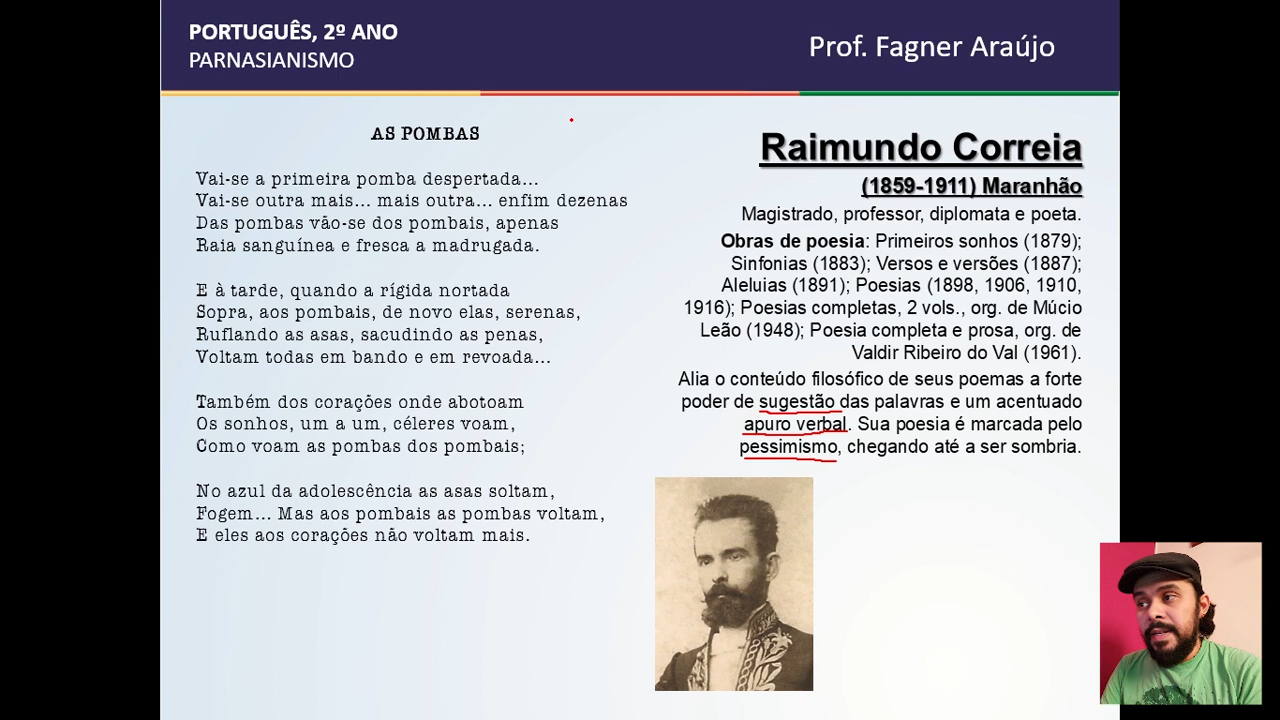 PORTUGUÊS, 2º ANO
PARNASIANISMO
Prof. Fagner Araújo
AS POMBAS
Vai-se a primeira pomba despertada...
Vai-se outra mais... mais outra... enfim dezenas
Das pombas vão-se dos pombais, apenas
Raia sanguínea e fresca a madrugada.
E à tarde, quando a rígida nortada
Sopra, aos pombais, de novo elas, serenas,
Ruflando as asas, sacudindo as penas,
Voltam todas em bando e em revoada...
Também dos corações onde abotoam
Os sonhos, um a um, céleres voam,
Como voam as pombas dos pombais;
No azul da adolescência as asas soltam,
Fogem... Mas aos pombais as pombas voltam,
E eles aos corações não voltam mais.
Raimundo Correia
(1859-1911) Maranhão
Magistrado, professor, diplomata e poeta.
Obras de poesia: Primeiros sonhos (1879);
Sinfonias (1883); Versos e versões (1887);
Aleluias (1891); Poesias (1898, 1906, 1910,
1916); Poesias completas, 2 vols., org. de Múcio
Leão (1948); Poesia completa e prosa, org. de
Valdir Ribeiro do Val (1961).
Alia o conteúdo filosófico de seus poemas a forte
poder de sugestão das palavras e um acentuado
apuro verbal. Sua poesia é marcada pelo
pessimismo, chegando até a ser sombria.